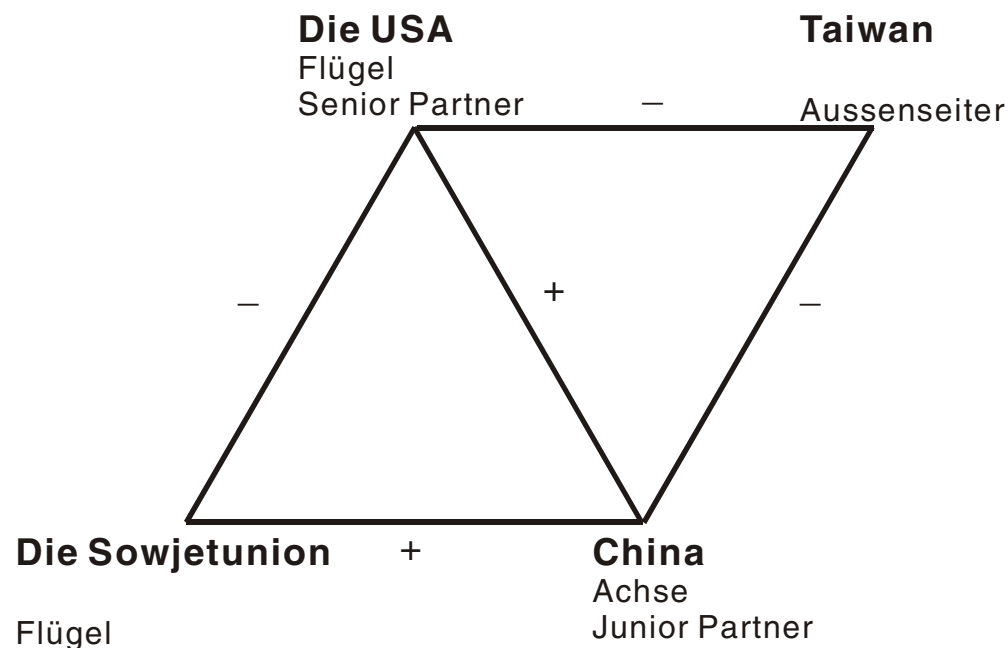 Die USA
Flügel
Senior Partner
–
Taiwan
Aussenseiter
–
+
–
Die Sowjetunion
Flügel
+
China
Achse
Junior Partner